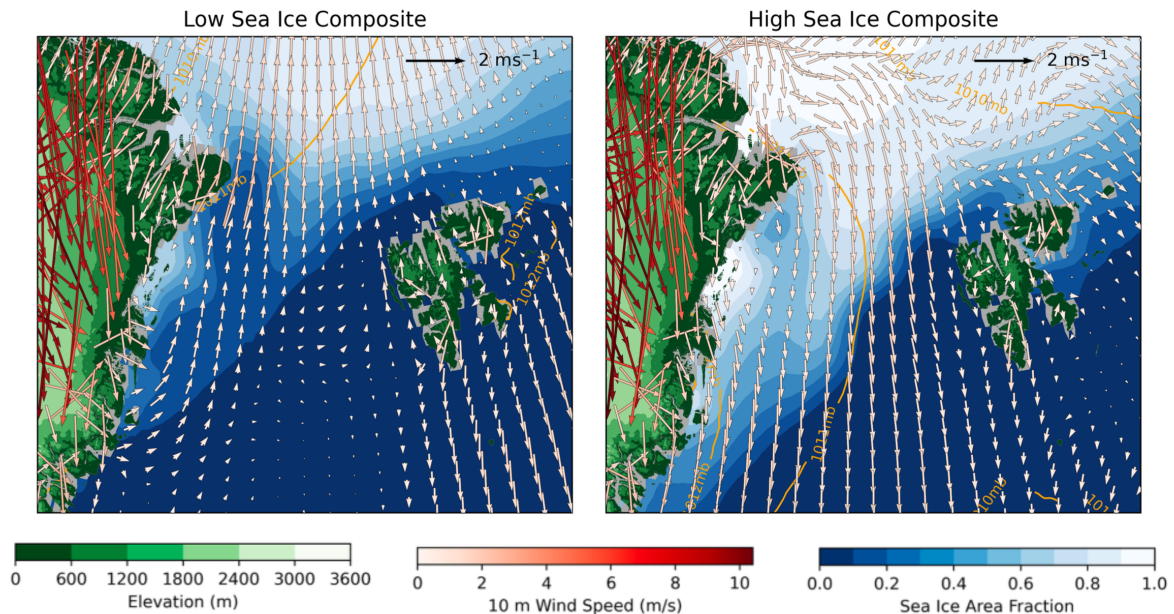 Low Sea Ice Composite
High Sea Ice Composite
2 ms⁻¹
2 ms⁻¹
1010mb
1012mb
1012mb
1011mb
0 600 1200 1800 2400 3000 3600
Elevation (m)
0 2 4 6 8 10
10 m Wind Speed (m/s)
0.0 0.2 0.4 0.6 0.8 1.0
Sea Ice Area Fraction